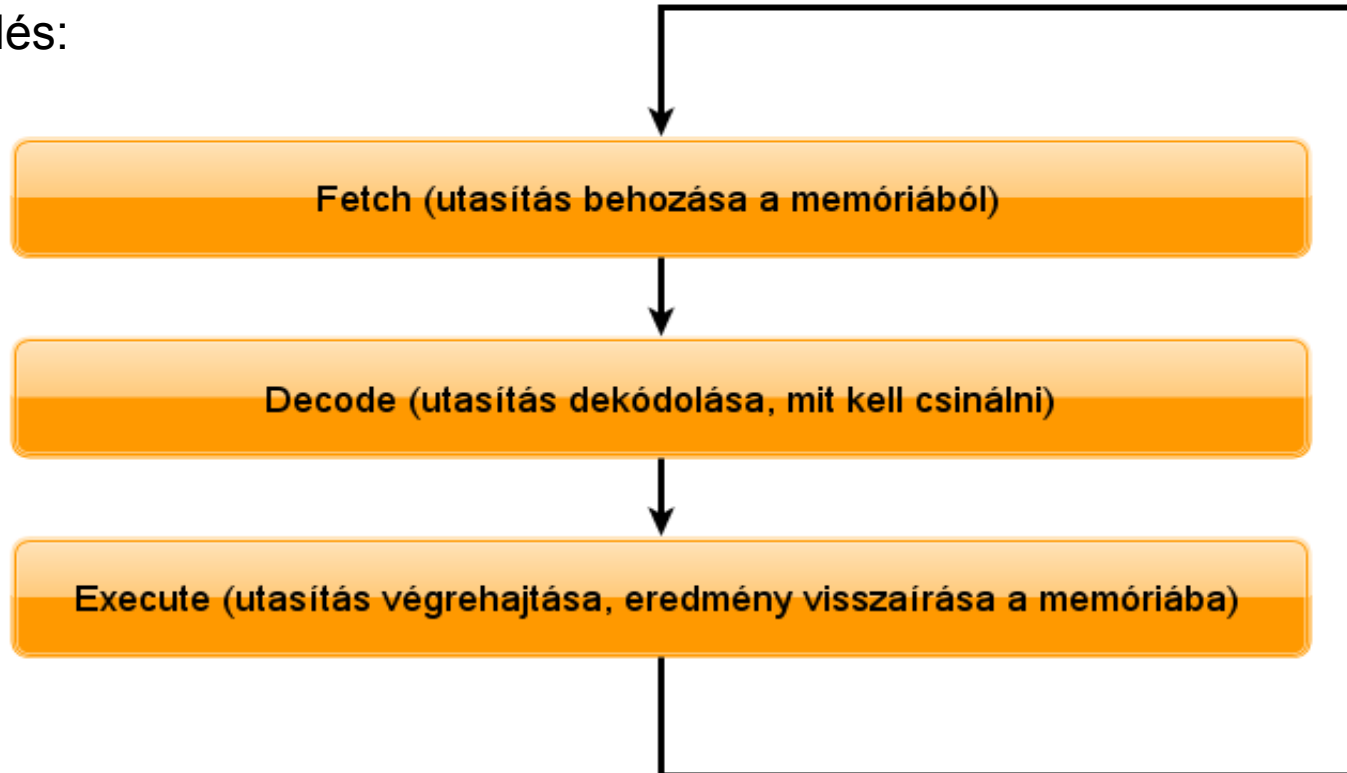 lés:
Fetch (utasítás behozása a memóriából)
Decode (utasítás dekódolása, mit kell csinálni)
Execute (utasítás végrehajtása, eredmény visszaírása a memóriába)